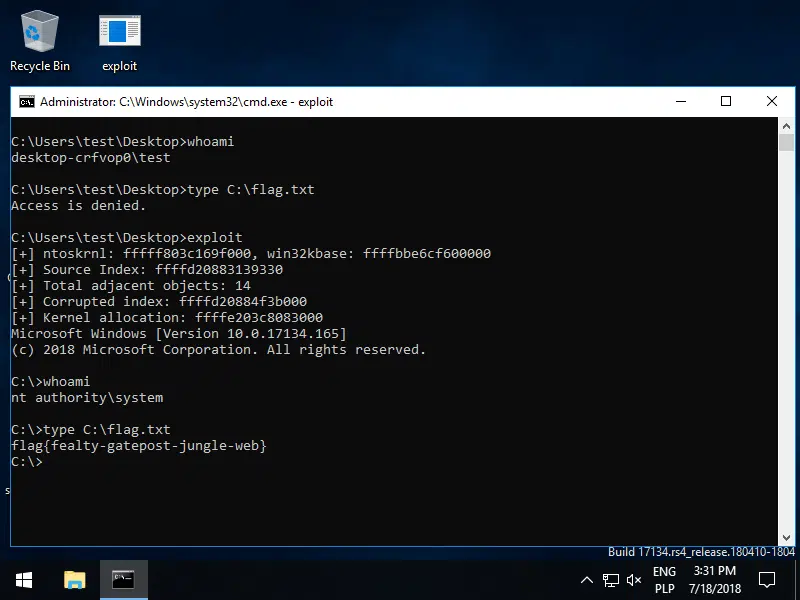 Recycle Bin
exploit
Administrator: C:\Windows\system32\cmd.exe - exploit
C:\Users\test\Desktop>whoami
desktop-crfvop0\test
C:\Users\test\Desktop>type C:\flag.txt
Access is denied.
C:\Users\test\Desktop>exploit
[+] ntoskrnl: fffff803c169f000, win32kbase: ffffbbe6cf600000
[+] Source Index: ffffd20883139330
[+] Total adjacent objects: 14
[+] Corrupted index: ffffd20884f3b000
[+] Kernel allocation: ffffe203c8083000
Microsoft Windows [Version 10.0.17134.165]
(c) 2018 Microsoft Corporation. All rights reserved.
C:\>whoami
nt authority\system
C:\>type C:\flag.txt
flag{fealty-gatepost-jungle-web}
C:\>
Build 17134.rs4_release.180410-1804
ENG
PLP
3:31 PM
7/18/2018